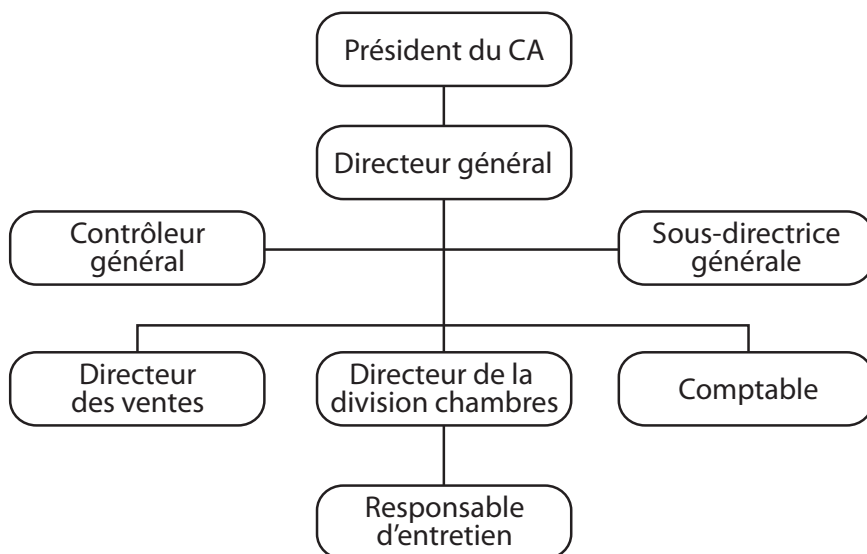 Président du CA
Directeur général
Contrôleur
général
Sous-directrice
générale
Directeur
des ventes
Directeur de la
division chambres
Comptable
Responsable
d'entretien